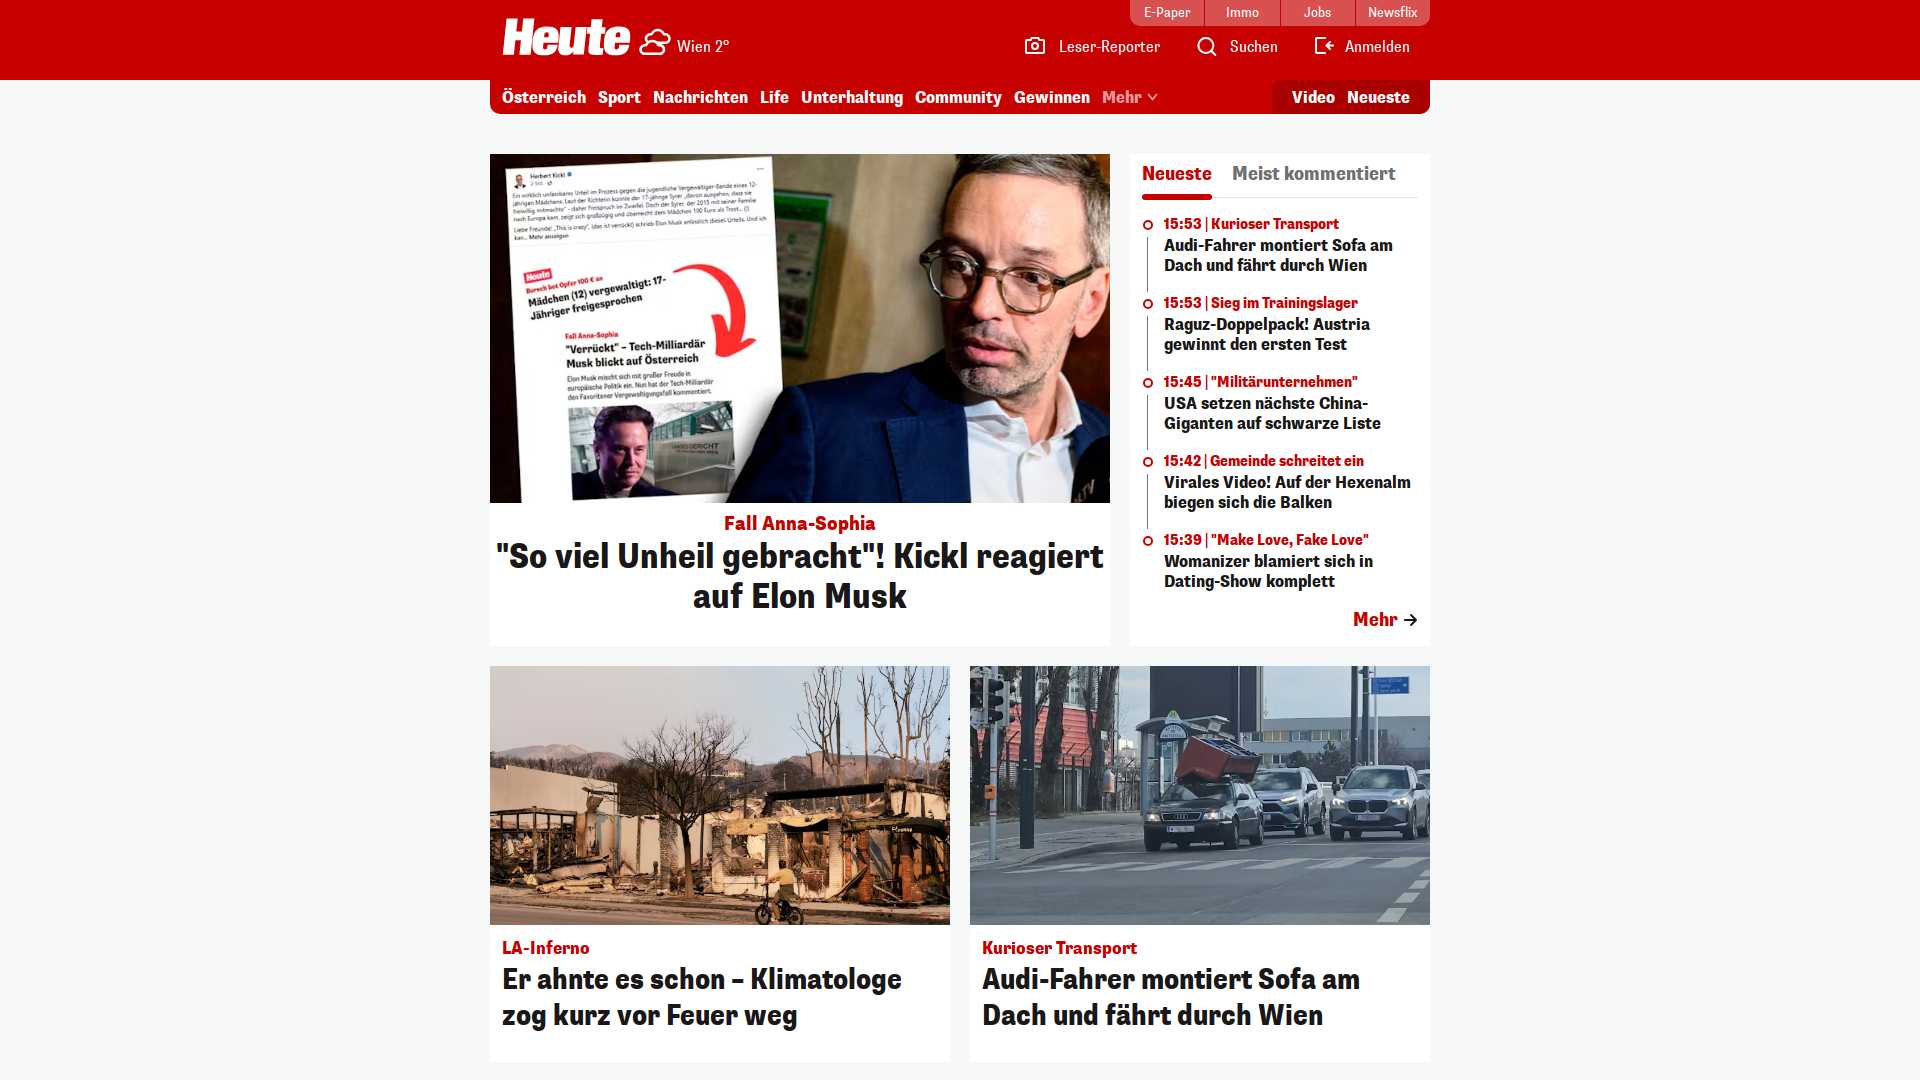 E-Paper
Immo
Jobs
Newsflix
Heute
Wien 2°
Leser-Reporter
Suchen
Anmelden
Österreich
Sport
Nachrichten
Life
Unterhaltung
Community
Gewinnen
Mehr
Video
Neueste
Herbert Kickl
Heute
Mädchen (12) vergewaltigt: 17-
Jähriger freigesprochen
Fall Anna-Sophia
"Verrückt" – Tech-Milliardär
Musk blickt auf Österreich
Elon Musk mischt sich mit großer Freude in
europäische Politik ein. Nun hat der Tech-Milliardär
den Favoritener Vergewaltigungsfall kommentiert.
Fall Anna-Sophia
"So viel Unheil gebracht"! Kickl reagiert
auf Elon Musk
Neueste
Meist kommentiert
15:53 | Kurioser Transport
Audi-Fahrer montiert Sofa am
Dach und fährt durch Wien
15:53 | Sieg im Trainingslager
Raguz-Doppelpack! Austria
gewinnt den ersten Test
15:45 | "Militärunternehmen"
USA setzen nächste China-
Giganten auf schwarze Liste
15:42 | Gemeinde schreitet ein
Virales Video! Auf der Hexenalm
biegen sich die Balken
15:39 | "Make Love, Fake Love"
Womanizer blamiert sich in
Dating-Show komplett
Mehr
LA-Inferno
Er ahnte es schon – Klimatologe
zog kurz vor Feuer weg
Kurioser Transport
Audi-Fahrer montiert Sofa am
Dach und fährt durch Wien